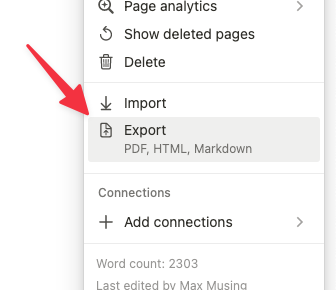 Page analytics
Show deleted pages
Delete
Import
Export
PDF, HTML, Markdown
Connections
Add connections
Word count: 2303
Last edited by Max Musing